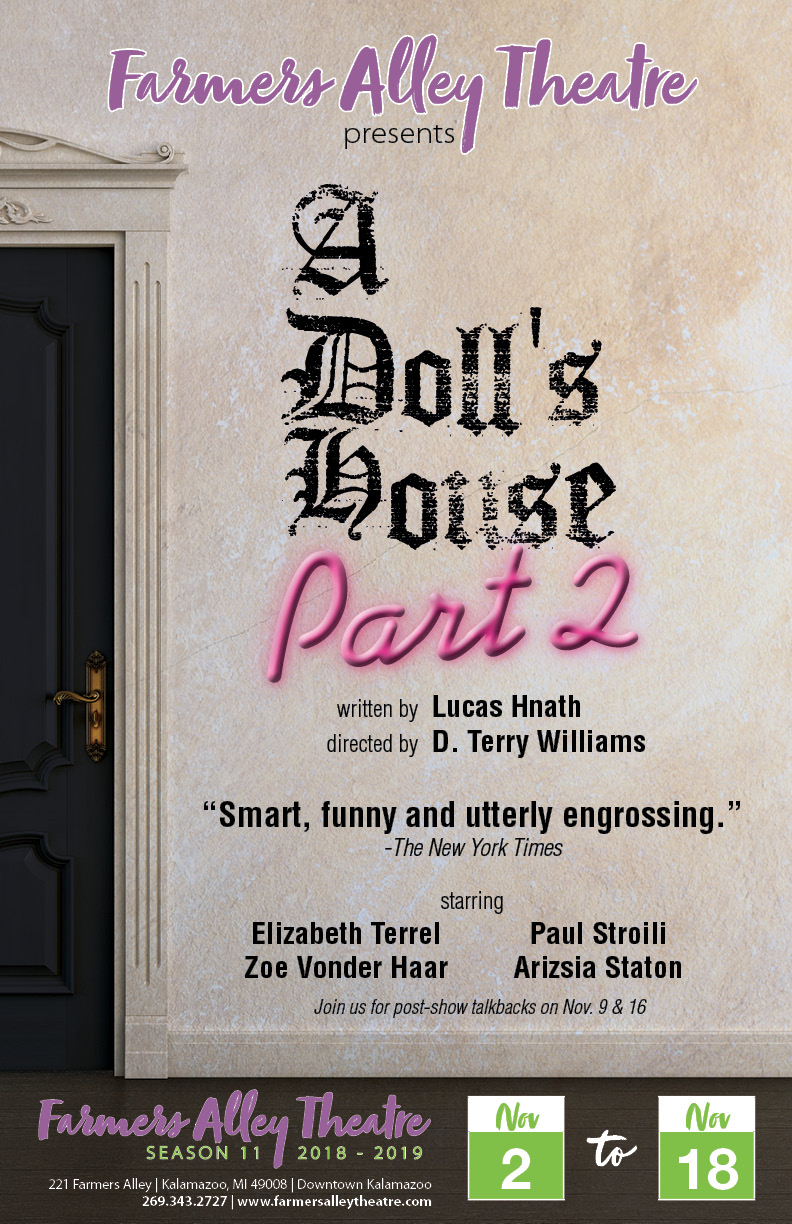 Farmers Alley Theatre
presents
A
Doll's
House
Part 2
written by Lucas Hnath
directed by D. Terry Williams
“Smart, funny and utterly engrossing.”
-The New York Times
starring
Elizabeth Terrel Paul Stroili
Zoe Vonder Haar Arizsia Staton
Join us for post-show talkbacks on Nov. 9 & 16
Farmers Alley Theatre
SEASON 11 | 2018 - 2019
221 Farmers Alley | Kalamazoo, MI 49008 | Downtown Kalamazoo
269.343.2727 | www.farmersalleytheatre.com
Nov
2
to
Nov
18